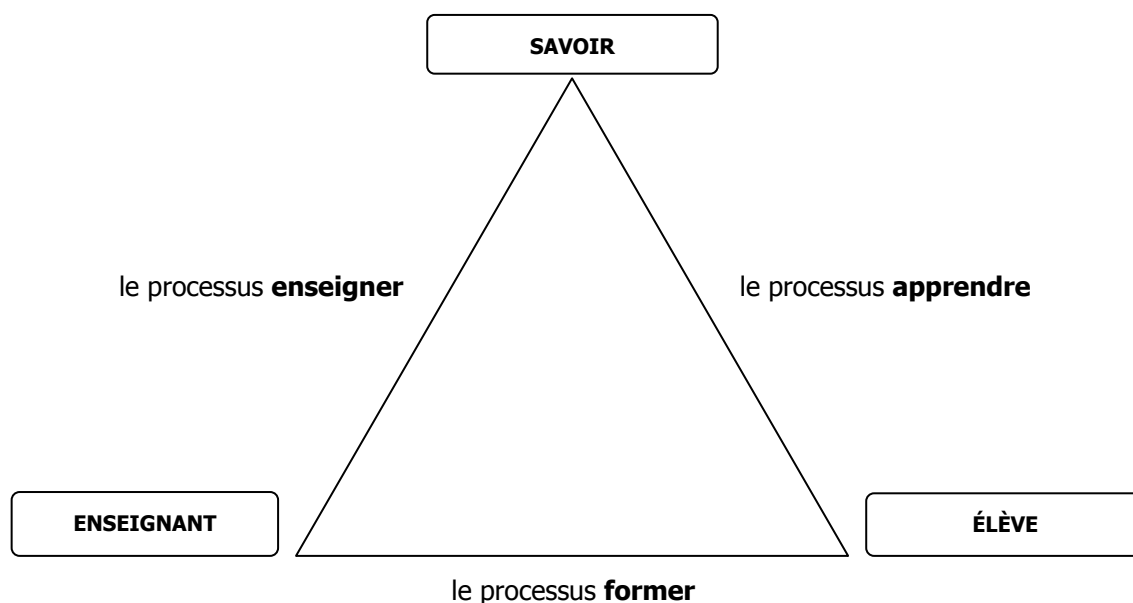 SAVOIR
le processus enseigner
le processus apprendre
ENSEIGNANT
ÉLÈVE
le processus former